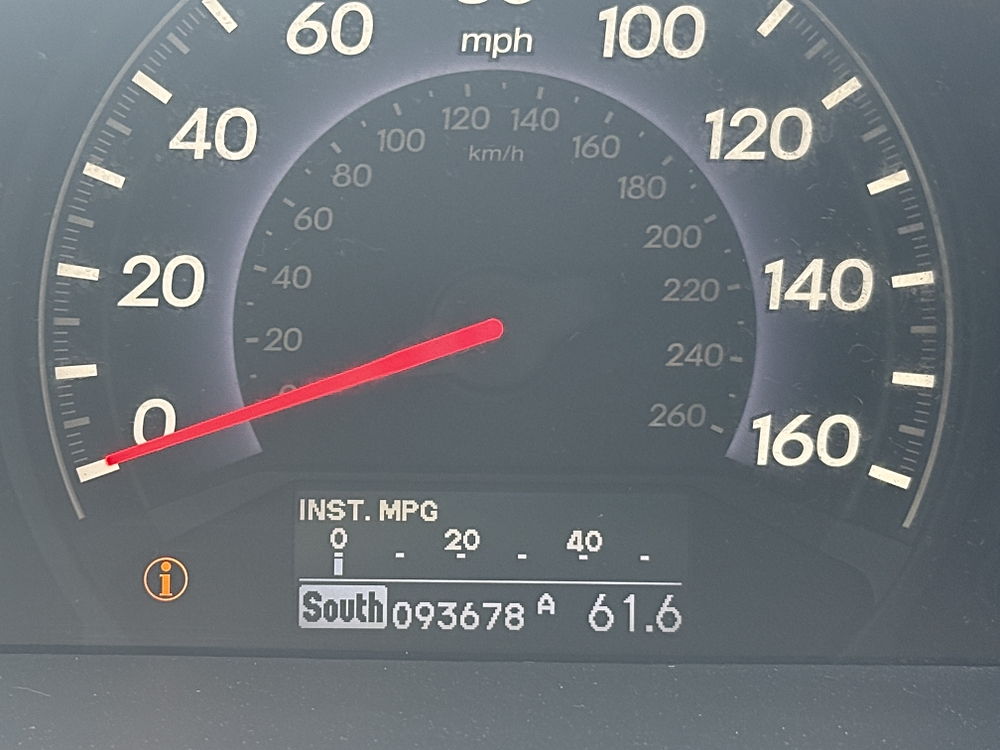 60 mph 100
40 120
120 140
100 160
km/h
80 180
60 200
20 40 220 140
20 240
0 260 160
INST. MPG
0 20 40
i
South 093678 A 61.6